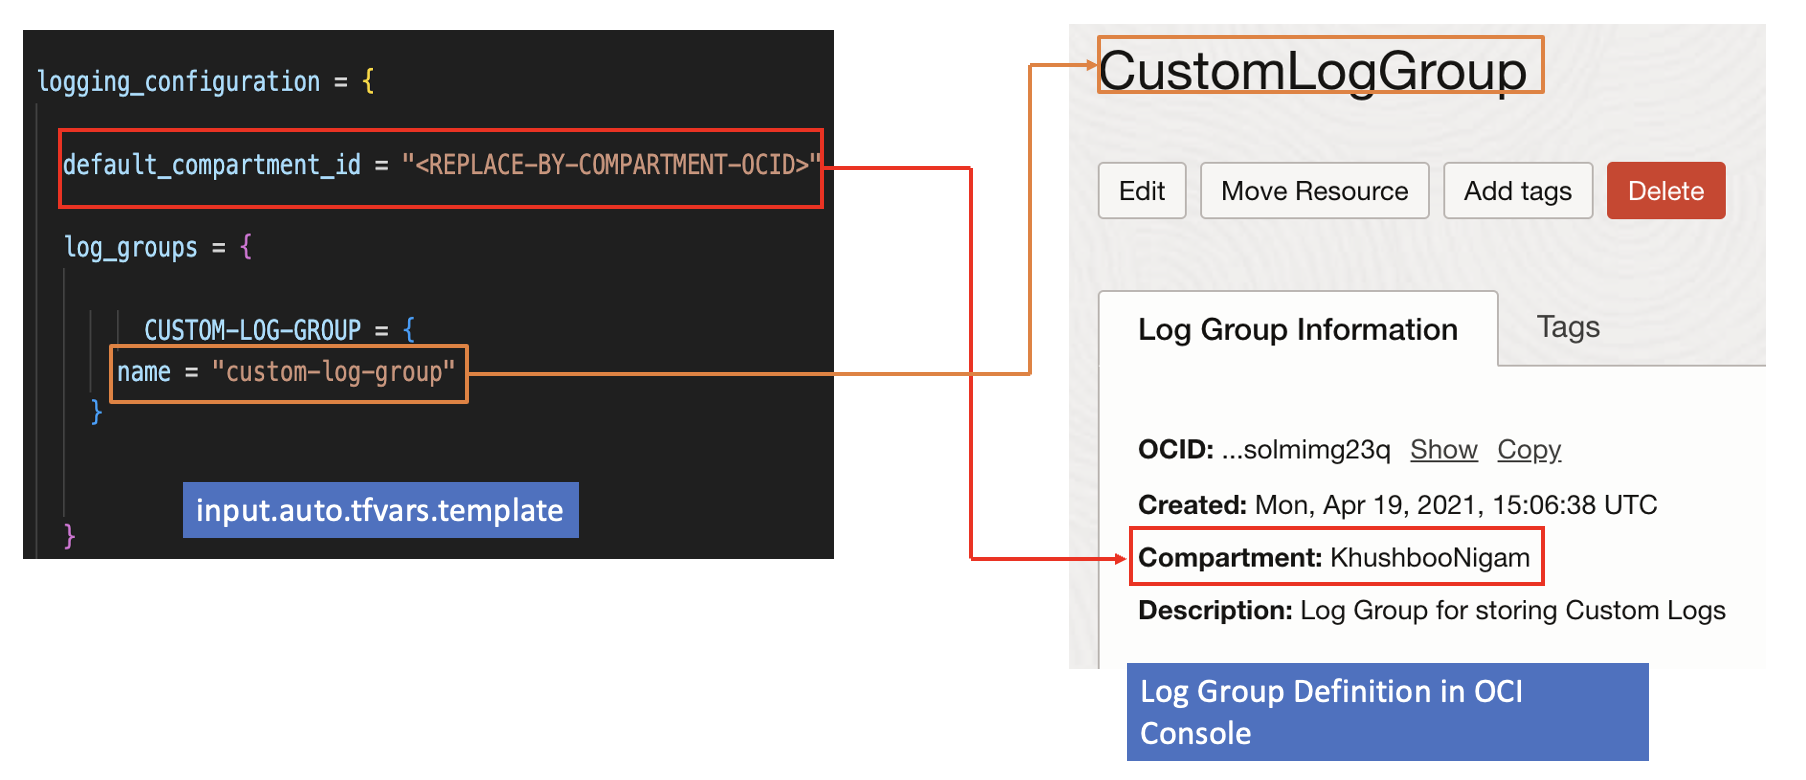 logging_configuration = {
default_compartment_id = "<REPLACE-BY-COMPARTMENT-OCID>"
log_groups = {
CUSTOM-LOG-GROUP = {
name = "custom-log-group"
}
}
input.auto.tfvars.template
CustomLogGroup
Edit
Move Resource
Add tags
Delete
Log Group Information
Tags
OCID: ...solmimg23q Show Copy
Created: Mon, Apr 19, 2021, 15:06:38 UTC
Compartment: KhushbooNigam
Description: Log Group for storing Custom Logs
Log Group Definition in OCI
Console